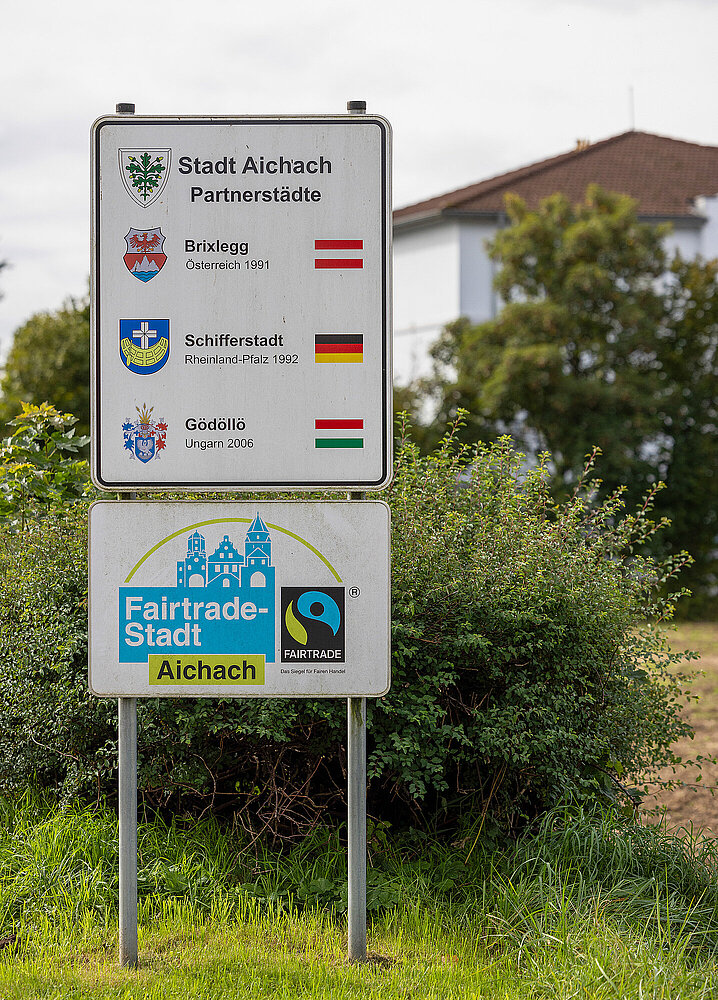 Stadt Aichach
Partnerstädte
Brixlegg
Österreich 1991
Schifferstadt
Rheinland-Pfalz 1992
Gödöllö
Ungarn 2006
Fairtrade-
Stadt
Aichach
®
FAIRTRADE
Das Siegel für Fairen Handel